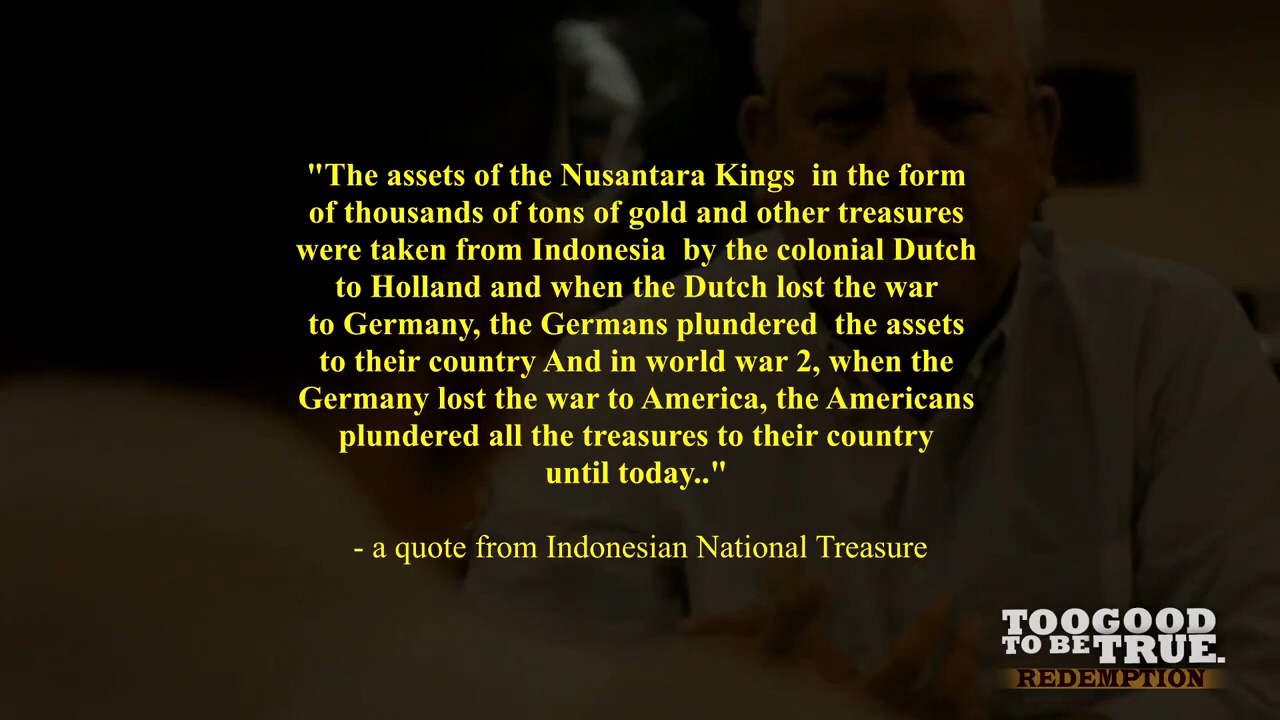 "The assets of the Nusantara Kings  in the form
of thousands of tons of gold and other treasures
were taken from Indonesia  by the colonial Dutch
to Holland and when the Dutch lost the war
to Germany, the Germans plundered  the assets
to their country And in world war 2, when the
Germany lost the war to America, the Americans
plundered all the treasures to their country
until today.."
- a quote from Indonesian National Treasure
TOOGOOD
TO BE TRUE.
REDEMPTION